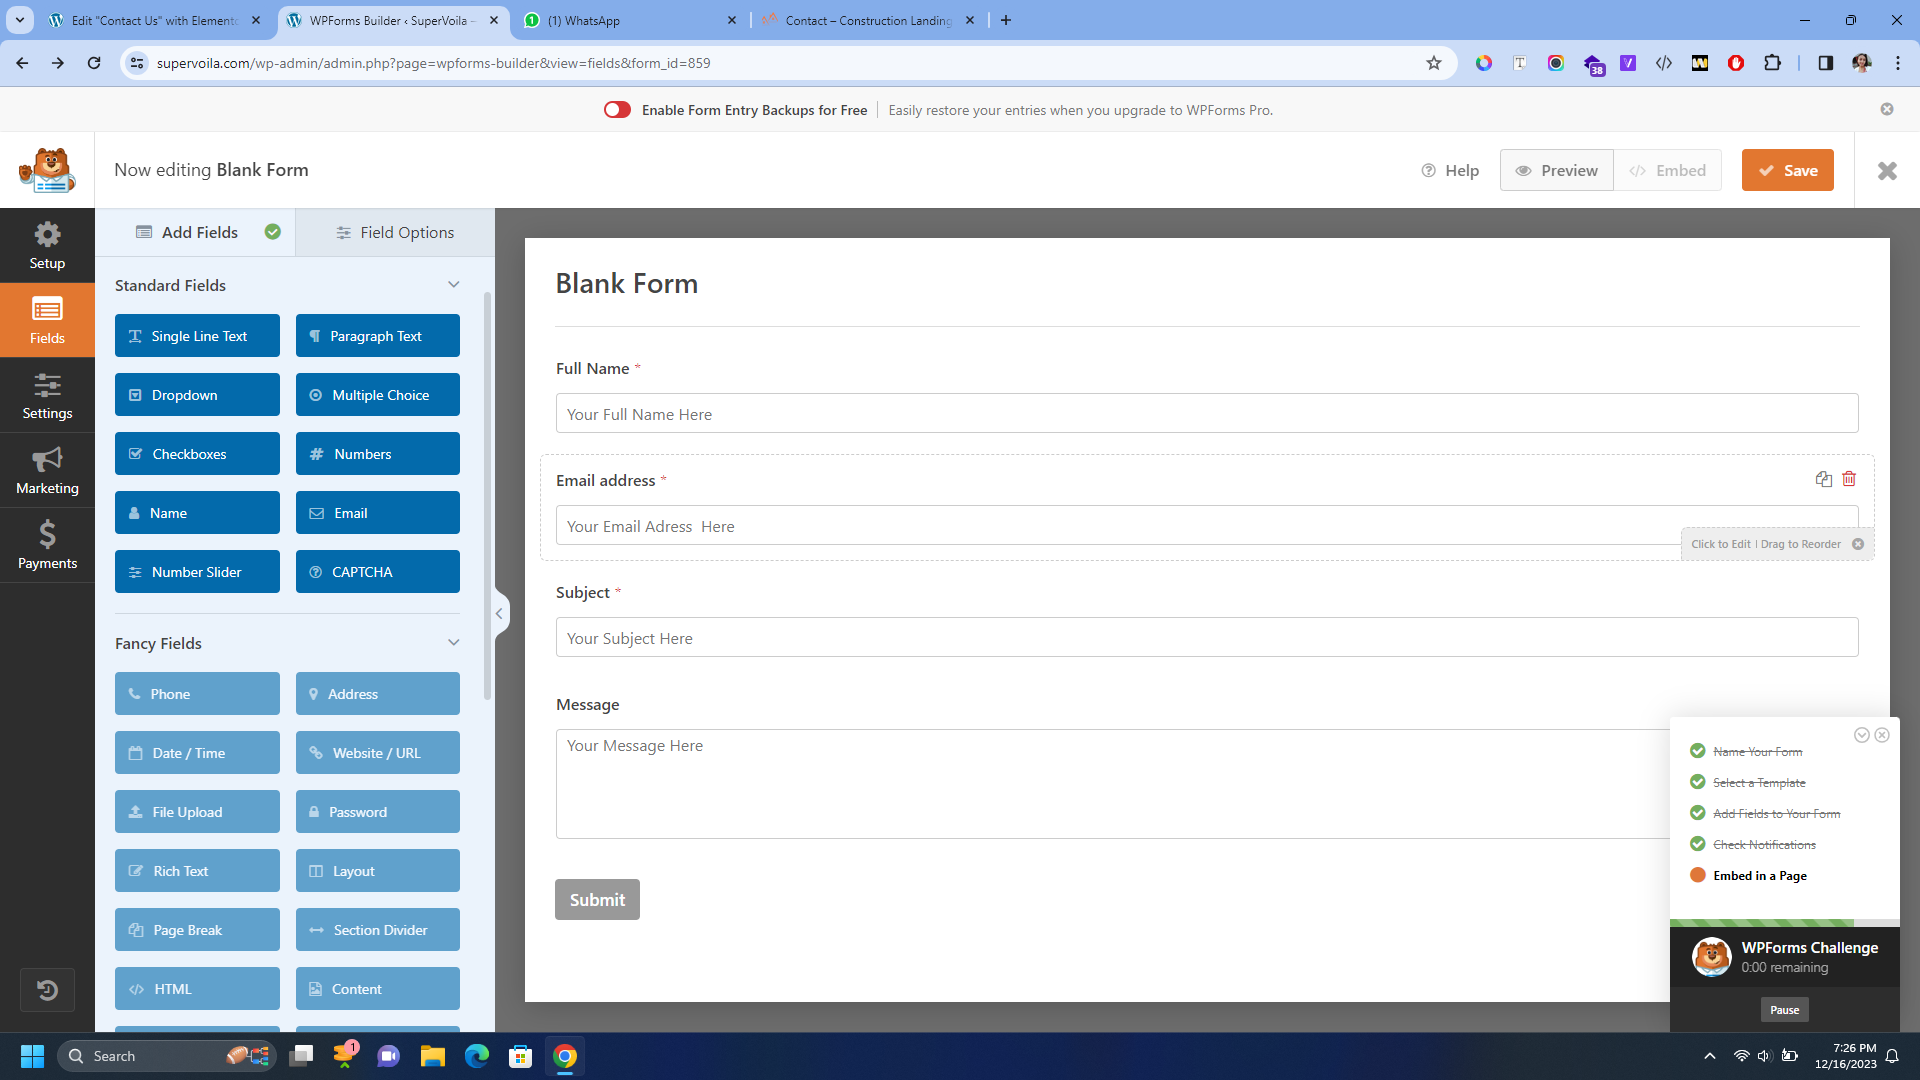 Edit "Contact Us" with Elemento
WPForms Builder ‹ SuperVoila –
(1) WhatsApp
Contact – Construction Landing
supervoila.com/wp-admin/admin.php?page=wpforms-builder&view=fields&form_id=859
38
Enable Form Entry Backups for Free
Easily restore your entries when you upgrade to WPForms Pro.
Now editing Blank Form
Help
Preview
Embed
Save
Setup
Fields
Settings
Marketing
Payments
Add Fields
Field Options
Standard Fields
Single Line Text
Paragraph Text
Dropdown
Multiple Choice
Checkboxes
Numbers
Name
Email
Number Slider
CAPTCHA
Fancy Fields
Phone
Address
Date / Time
Website / URL
File Upload
Password
Rich Text
Layout
Page Break
Section Divider
HTML
Content
Blank Form
Full Name *
Your Full Name Here
Email address *
Your Email Adress  Here
Click to Edit | Drag to Reorder
Subject *
Your Subject Here
Message
Your Message Here
Submit
Name Your Form
Select a Template
Add Fields to Your Form
Check Notifications
Embed in a Page
WPForms Challenge
0:00 remaining
Pause
Search
1
7:26 PM
12/16/2023